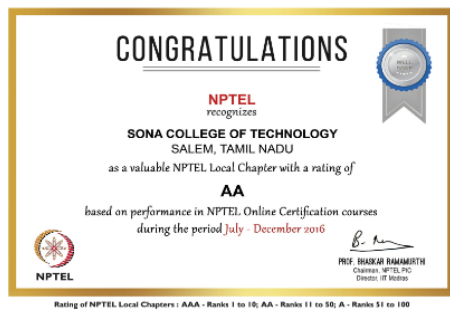 CONGRATULATIONS
WELL DONE
NPTEL
recognizes
SONA COLLEGE OF TECHNOLOGY
SALEM, TAMIL NADU
as a valuable NPTEL Local Chapter with a rating of
AA
based on performance in NPTEL Online Certification courses
during the period July - December 2016
NPTEL
PROF. BHASKAR RAMAMURTHI
Chairman, NPTEL PIC
Director, IIT Madras
Rating of NPTEL Local Chapters : AAA - Ranks 1 to 10; AA - Ranks 11 to 50; A - Ranks 51 to 100